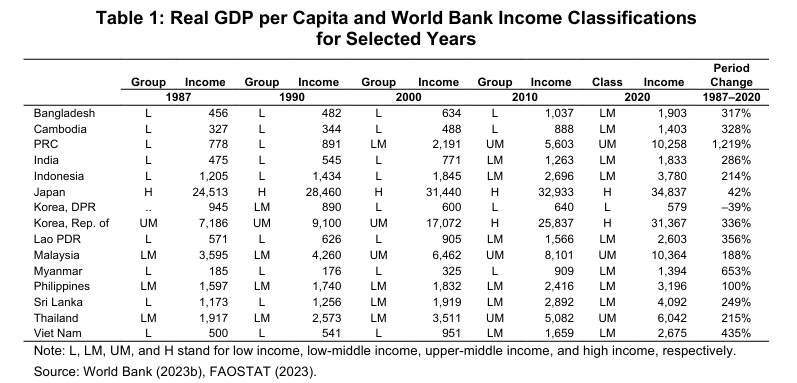 Table 1: Real GDP per Capita and World Bank Income Classifications
for Selected Years
Period
Group Income Group Income Group Income Group Income Class Income Change
1987 1990 2000 2010 2020 1987–2020
Bangladesh L 456 L 482 L 634 L 1,037 LM 1,903 317%
Cambodia L 327 L 344 L 488 L 888 LM 1,403 328%
PRC L 778 L 891 LM 2,191 UM 5,603 UM 10,258 1,219%
India L 475 L 545 L 771 LM 1,263 LM 1,833 286%
Indonesia L 1,205 L 1,434 L 1,845 LM 2,696 LM 3,780 214%
Japan H 24,513 H 28,460 H 31,440 H 32,933 H 34,837 42%
Korea, DPR .. 945 LM 890 L 600 L 640 L 579 –39%
Korea, Rep. of UM 7,186 UM 9,100 UM 17,072 H 25,837 H 31,367 336%
Lao PDR L 571 L 626 L 905 LM 1,566 LM 2,603 356%
Malaysia LM 3,595 LM 4,260 UM 6,462 UM 8,101 UM 10,364 188%
Myanmar L 185 L 176 L 325 L 909 LM 1,394 653%
Philippines LM 1,597 LM 1,740 LM 1,832 LM 2,416 LM 3,196 100%
Sri Lanka L 1,173 L 1,256 LM 1,919 LM 2,892 LM 4,092 249%
Thailand LM 1,917 LM 2,573 LM 3,511 UM 5,082 UM 6,042 215%
Viet Nam L 500 L 541 L 951 LM 1,659 LM 2,675 435%
Note: L, LM, UM, and H stand for low income, low-middle income, upper-middle income, and high income, respectively.
Source: World Bank (2023b), FAOSTAT (2023).